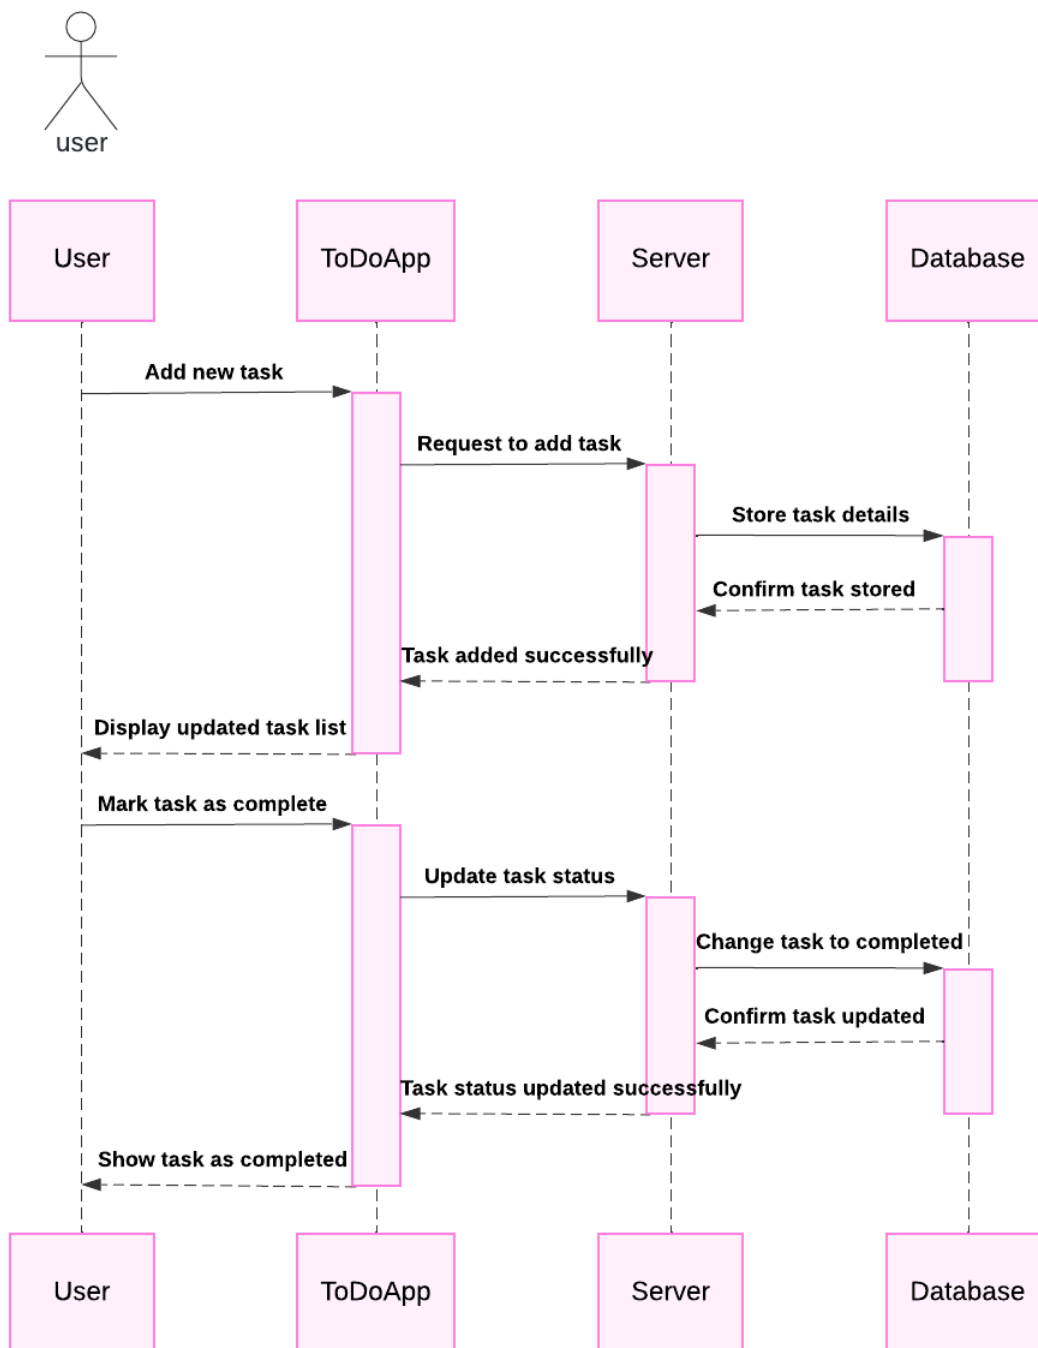 user
User
ToDoApp
Server
Database
Add new task
Request to add task
Store task details
Confirm task stored
Task added successfully
Display updated task list
Mark task as complete
Update task status
Change task to completed
Confirm task updated
Task status updated successfully
Show task as completed
User
ToDoApp
Server
Database